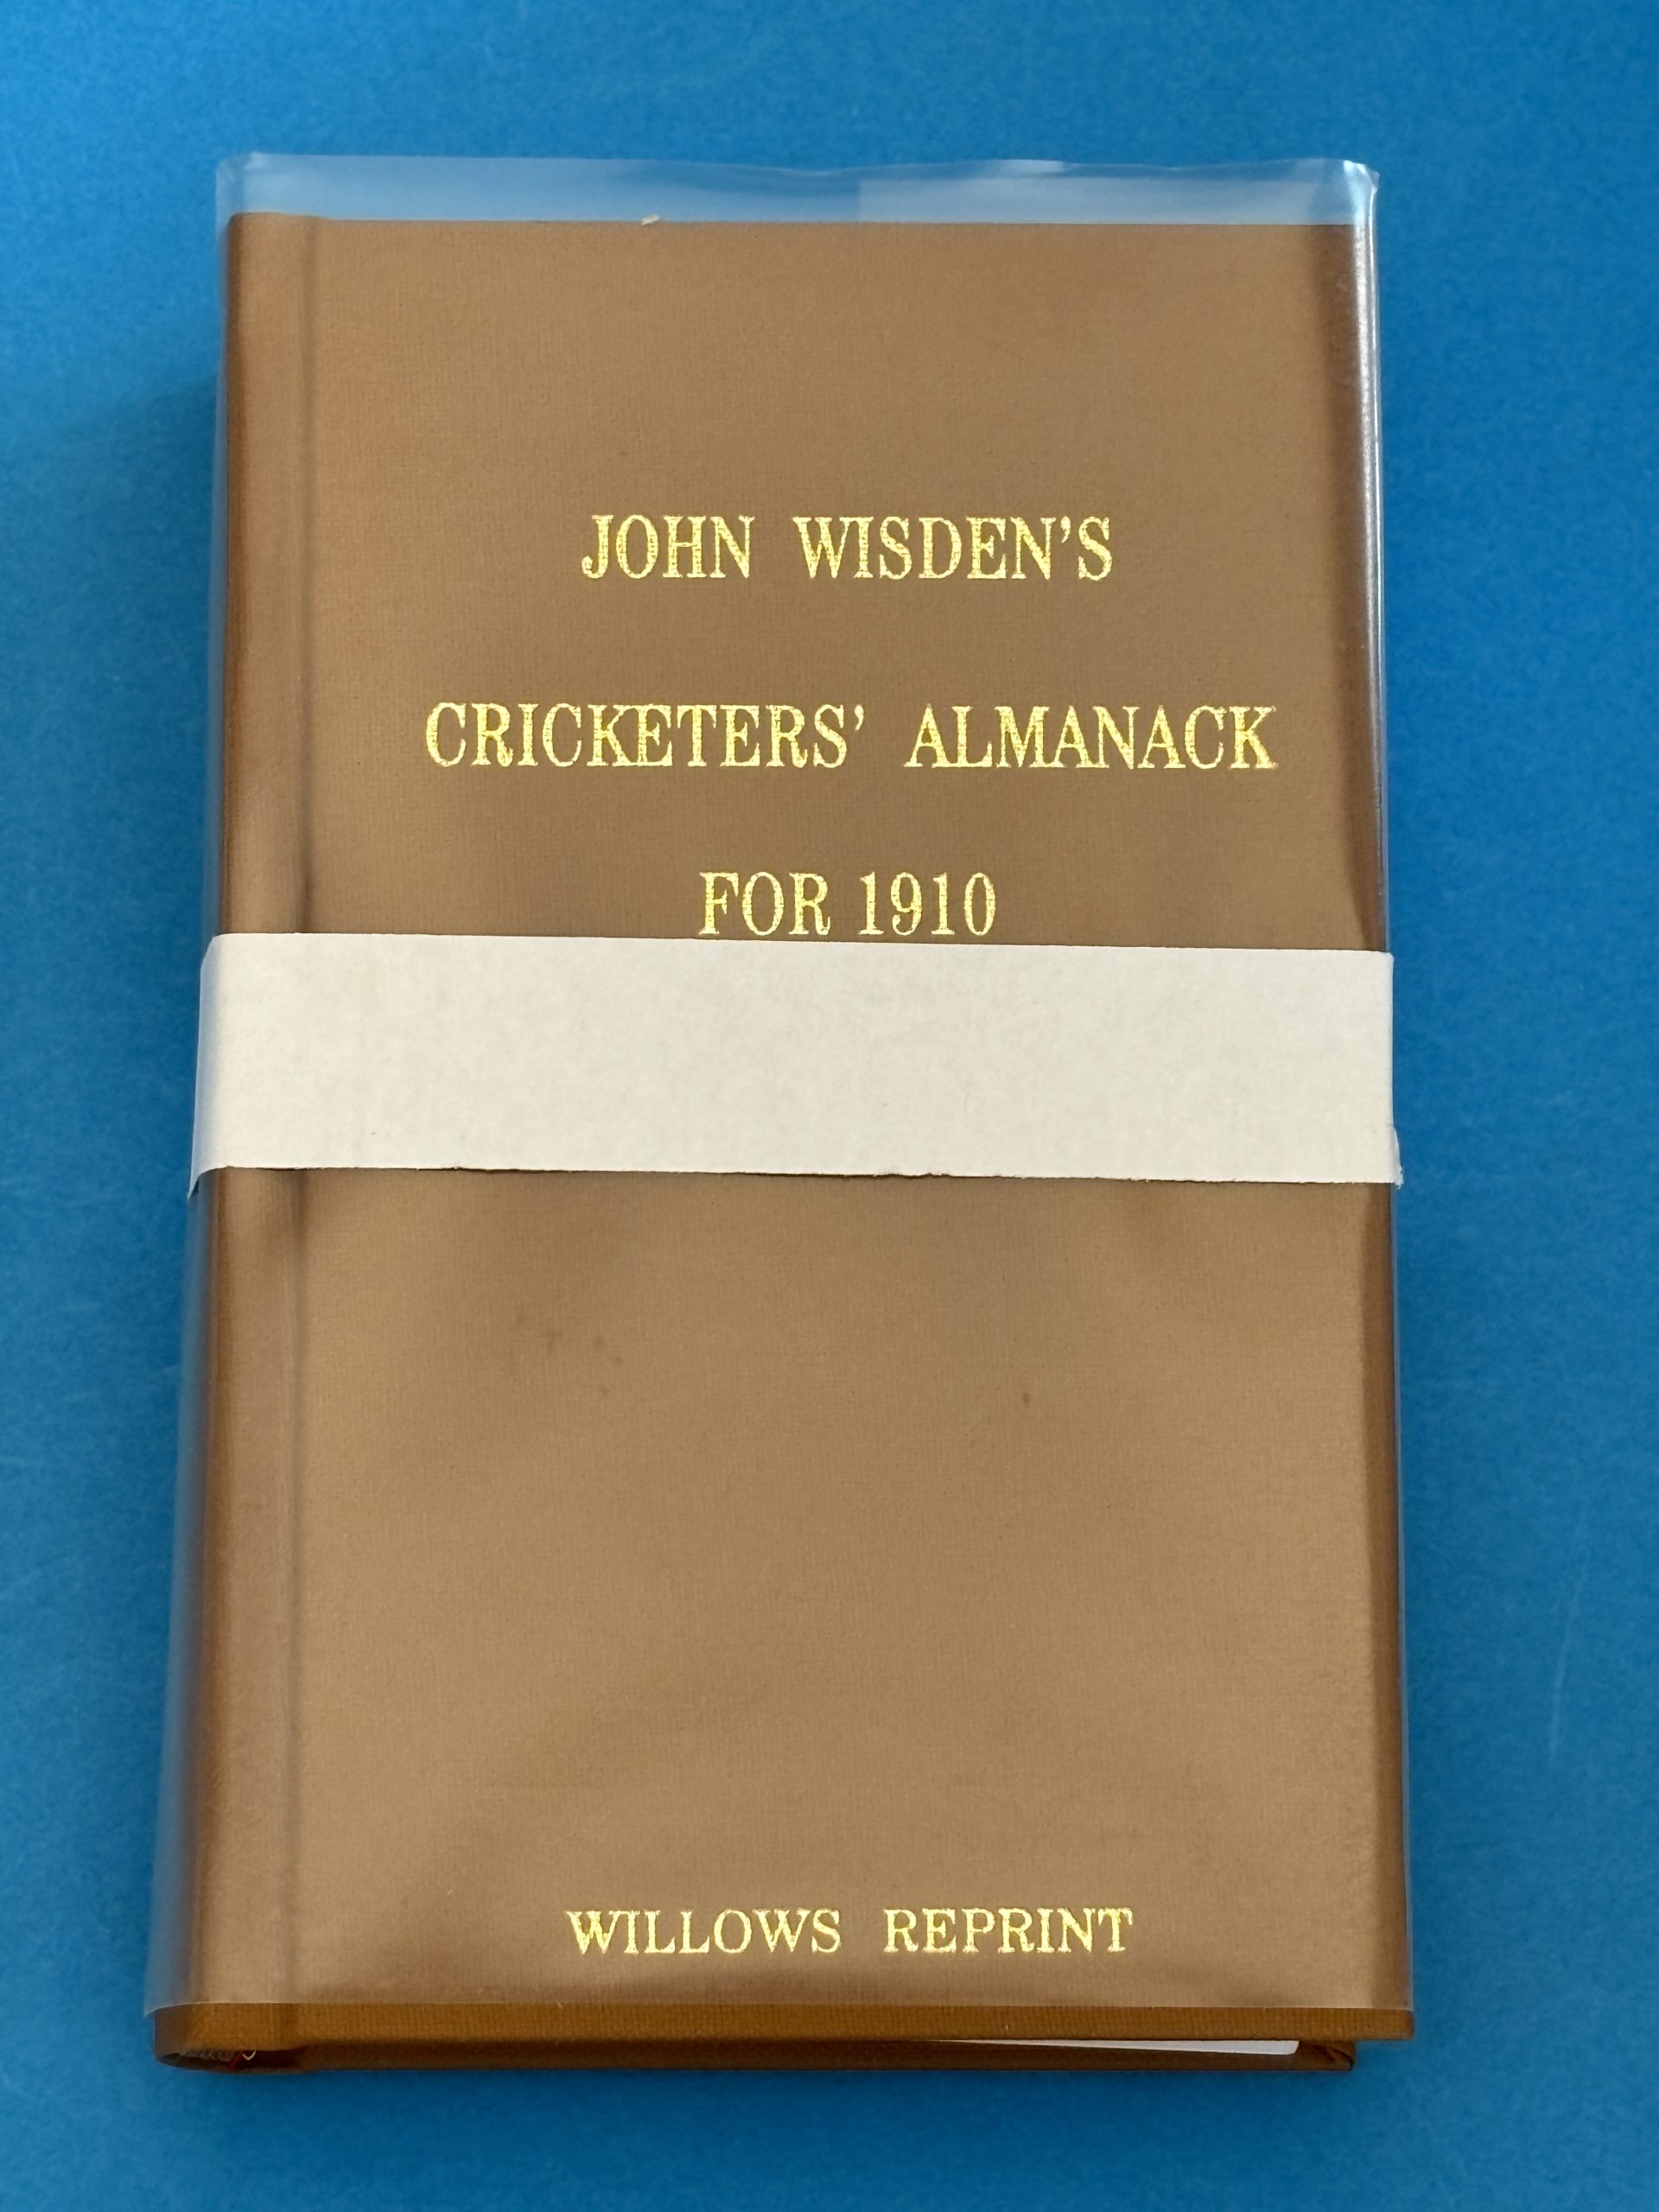 JOHN WISDEN'S
CRICKETERS' ALMANACK
FOR 1910
WILLOWS REPRINT